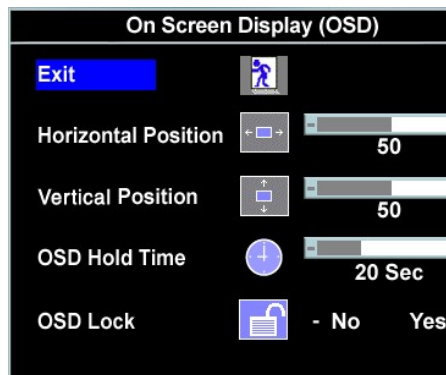 On Screen Display (OSD)
Exit
Horizontal Position
50
Vertical Position
50
OSD Hold Time
20 Sec
OSD Lock - No Yes